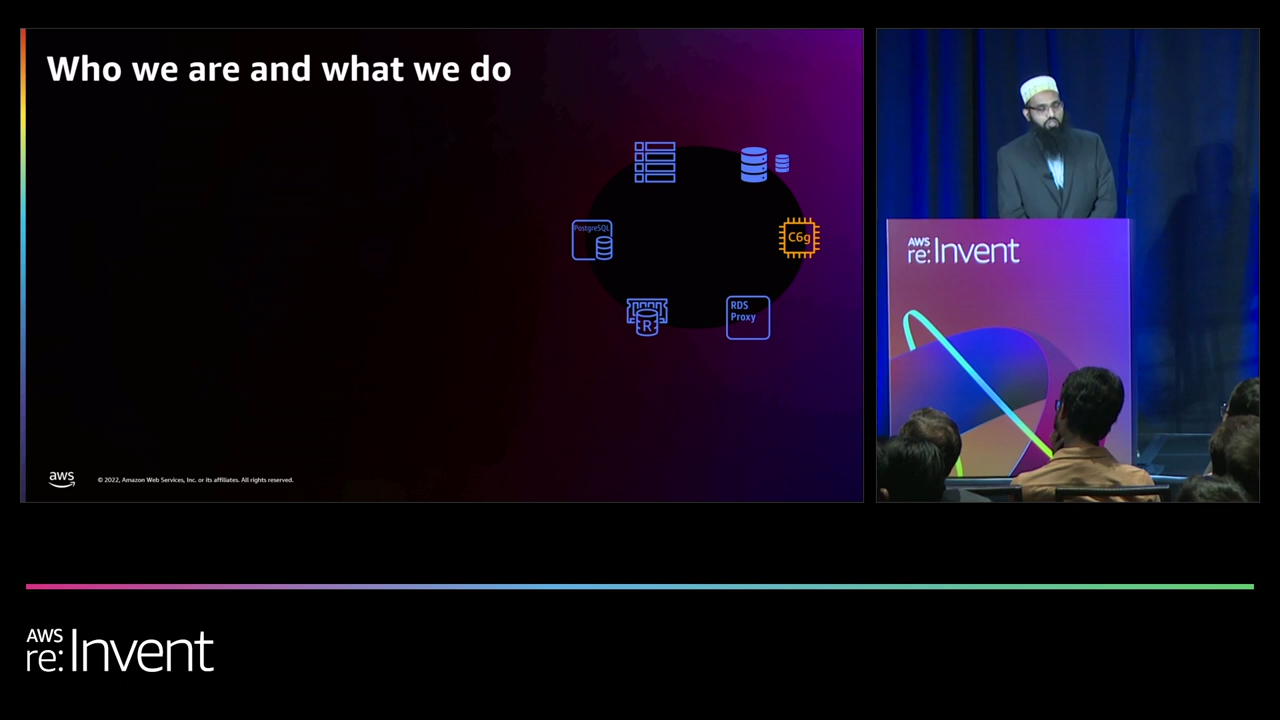 Who we are and what we do
PostgreSQL
C6g
R
RDS
Proxy
aws
© 2022, Amazon Web Services, Inc. or its affiliates. All rights reserved.
AWS
re:Invent
AWS
re:Invent